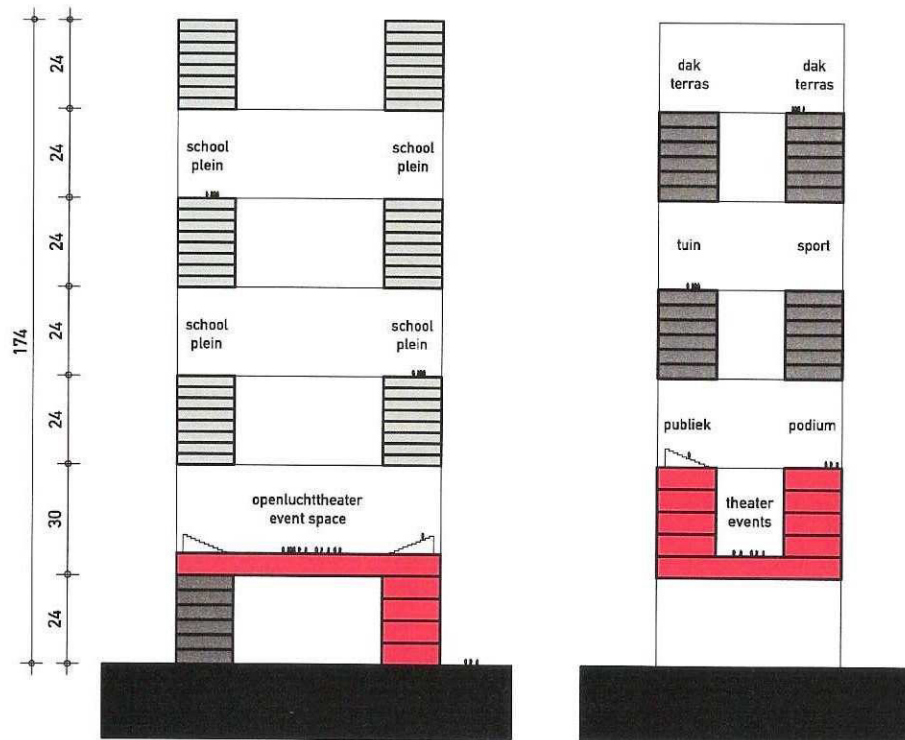 174
24
24
24
24
24
30
24
school
plein
school
plein
school
plein
school
plein
openluchttheater
event space
dak
terras
dak
terras
tuin
sport
publiek
podium
theater
events